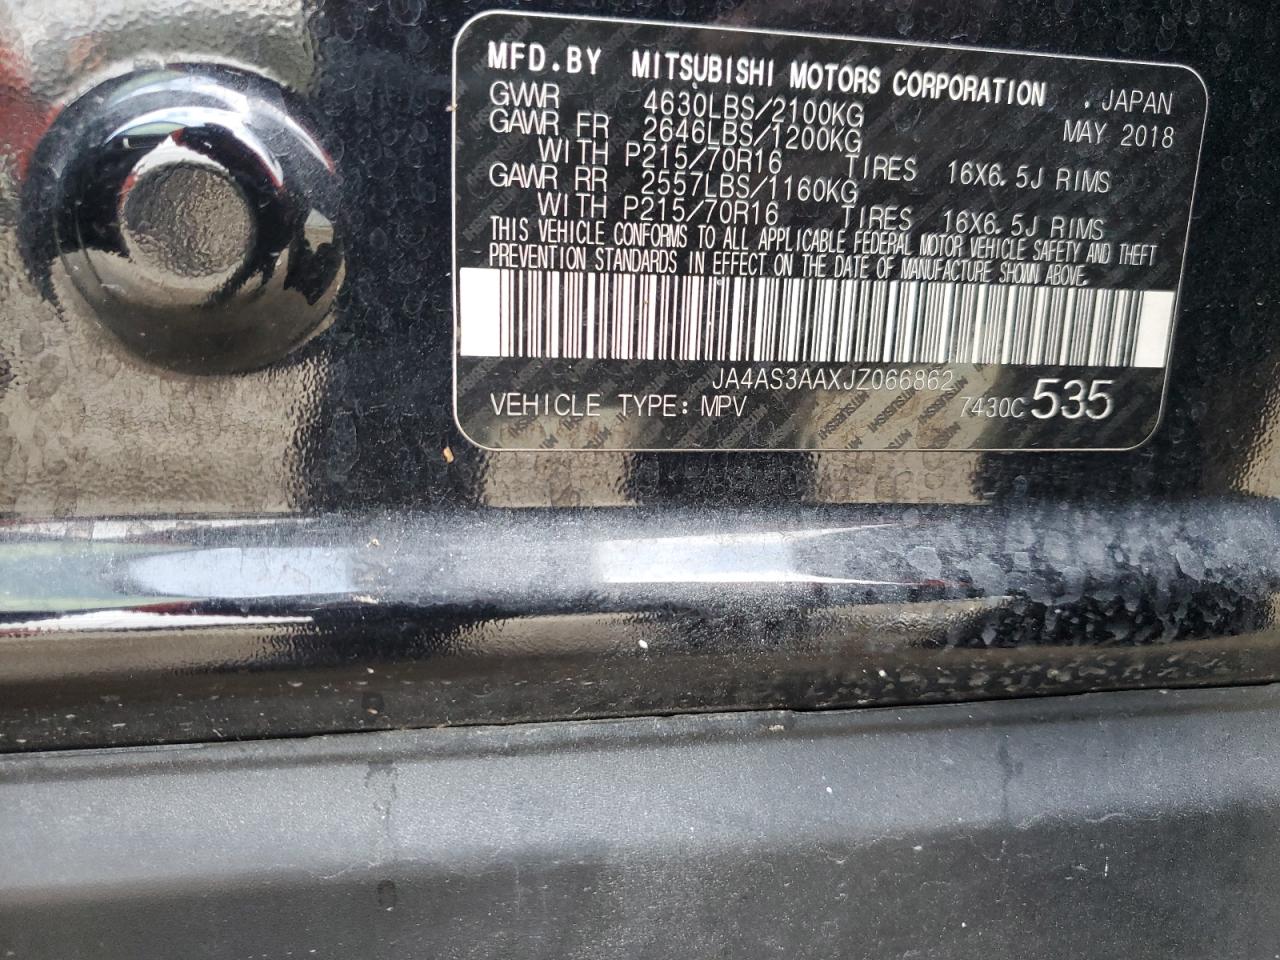 MFD.BY MITSUBISHI MOTORS CORPORATION , JAPAN
GVWR 4630LBS/2100KG MAY 2018
GAWR FR 2646LBS/1200KG
WITH P215/70R16 TIRES 16X6.5J RIMS
GAWR RR 2557LBS/1160KG
WITH P215/70R16 TIRES 16X6.5J RIMS
THIS VEHICLE CONFORMS TO ALL APPLICABLE FEDERAL MOTOR VEHICLE SAFETY AND THEFT
PREVENTION STANDARDS IN EFFECT ON THE DATE OF MANUFACTURE SHOWN ABOVE.
JA4AS3AAXJZ066862
VEHICLE TYPE: MPV 7430C 535